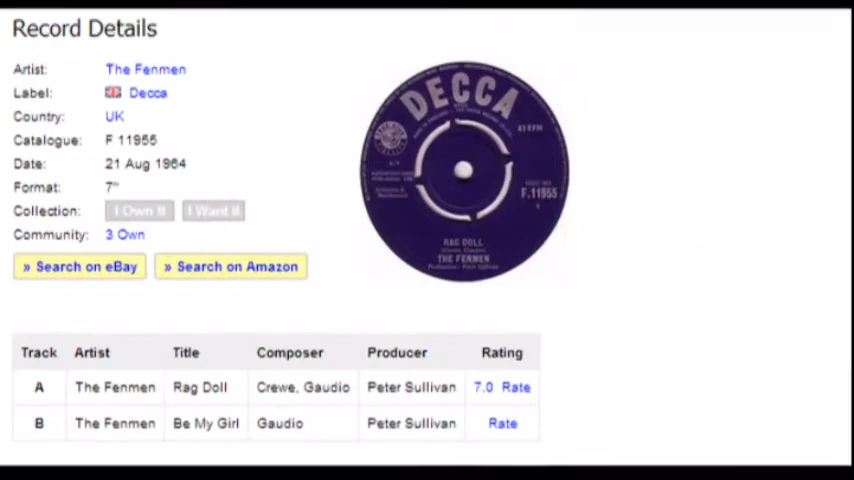 Record Details
Artist: The Fenmen
Label: Decca
Country: UK
Catalogue: F 11955
Date: 21 Aug 1964
Format: 7"
Collection: I Own It I Want It
Community: 3 Own
» Search on eBay » Search on Amazon
DECCA
45 RPM
F.11955
RAG DOLL
THE FENMEN
Track Artist Title Composer Producer Rating
A The Fenmen Rag Doll Crewe, Gaudio Peter Sullivan 7.0 Rate
B The Fenmen Be My Girl Gaudio Peter Sullivan Rate